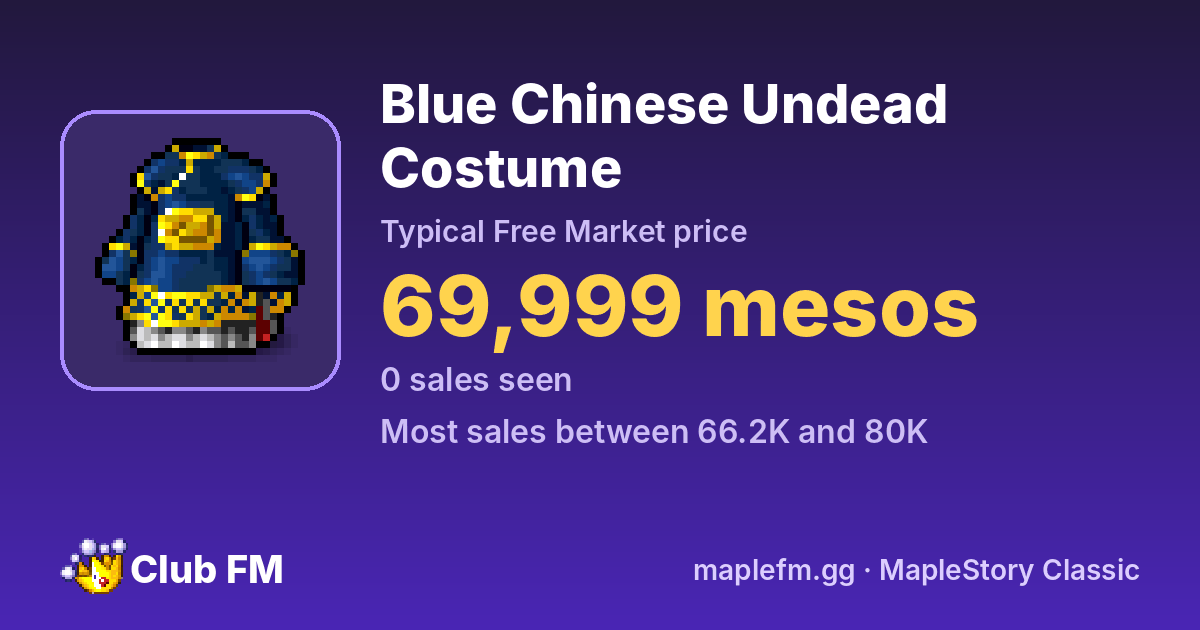 Blue Chinese Undead
Costume
Typical Free Market price
69,999 mesos
0 sales seen
Most sales between 66.2K and 80K
Club FM
maplefm.gg · MapleStory Classic